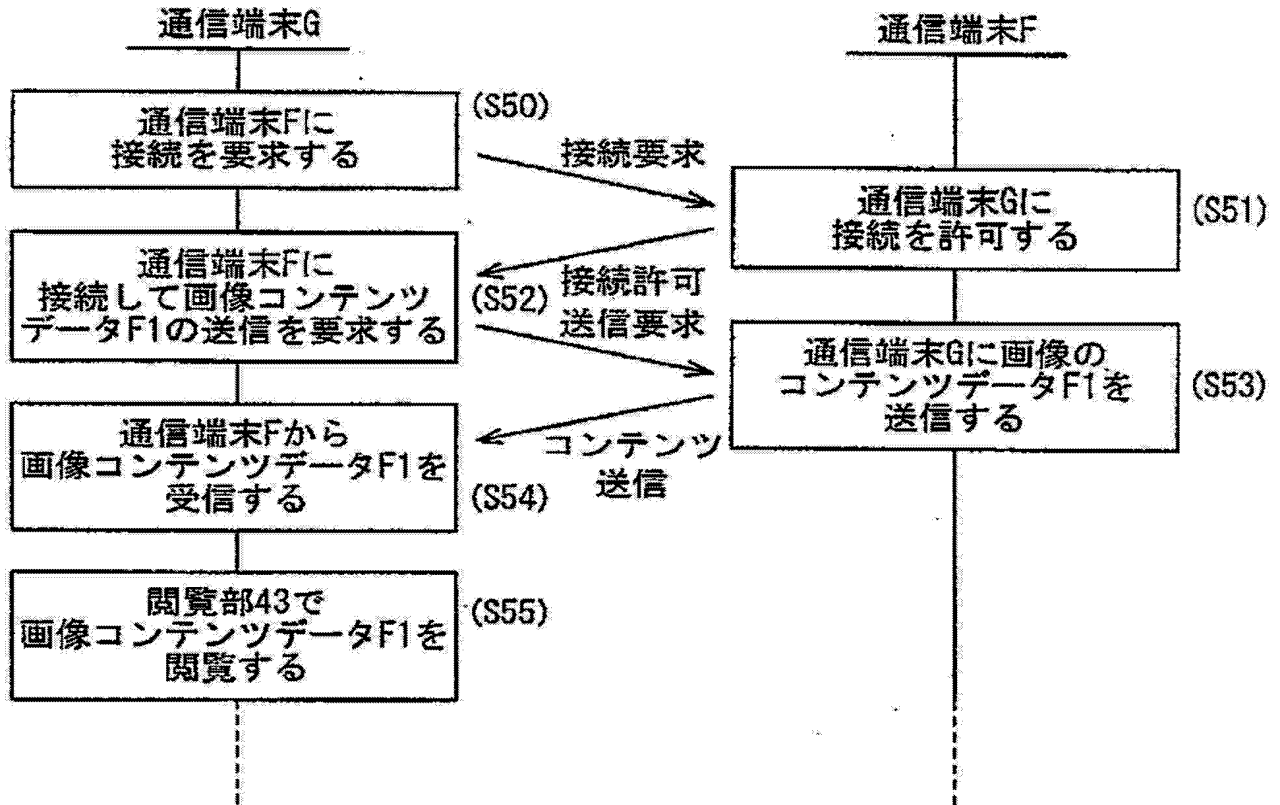 通信端末G
通信端末F
通信端末Fに
接続を要求する
(S50)
接続要求
通信端末Gに
接続を許可する
(S51)
通信端末Fに
接続して画像コンテンツ
データF1の送信を要求する
(S52)
接続許可
送信要求
通信端末Gに画像の
コンテンツデータF1を
送信する
(S53)
通信端末Fから
画像コンテンツデータF1を
受信する
(S54)
コンテンツ
送信
閲覧部43で
画像コンテンツデータF1を
閲覧する
(S55)